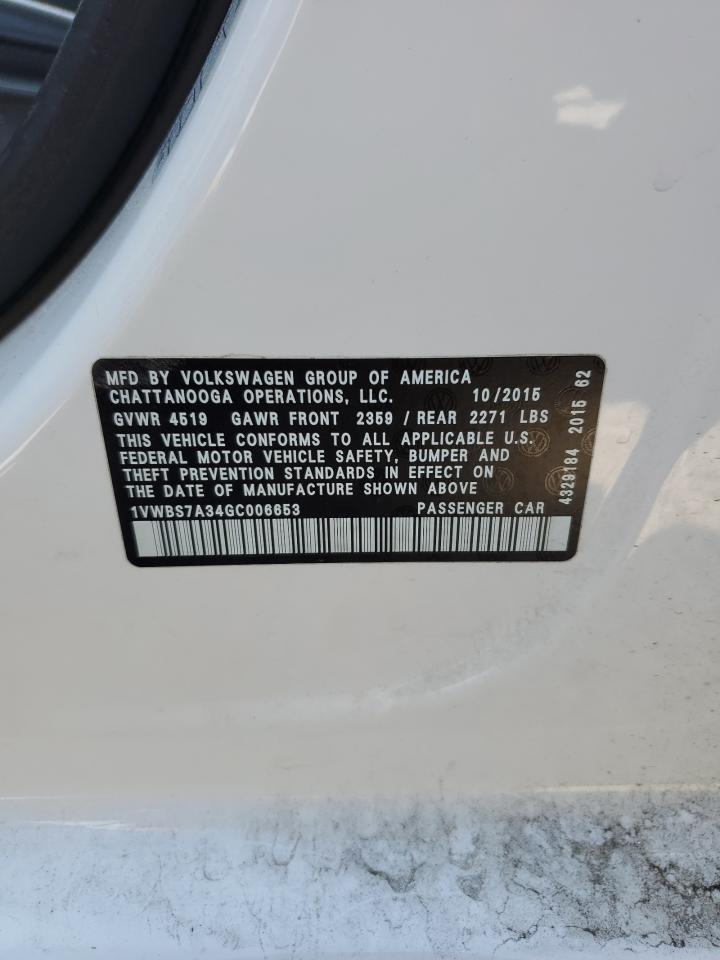 MFD BY VOLKSWAGEN GROUP OF AMERICA
CHATTANOOGA OPERATIONS, LLC. 10/2015
GVWR 4519 GAWR FRONT 2359 / REAR 2271 LBS
THIS VEHICLE CONFORMS TO ALL APPLICABLE U.S.
FEDERAL MOTOR VEHICLE SAFETY, BUMPER AND
THEFT PREVENTION STANDARDS IN EFFECT ON
THE DATE OF MANUFACTURE SHOWN ABOVE
1VWBS7A34GC006653 PASSENGER CAR
4329184 2015 62